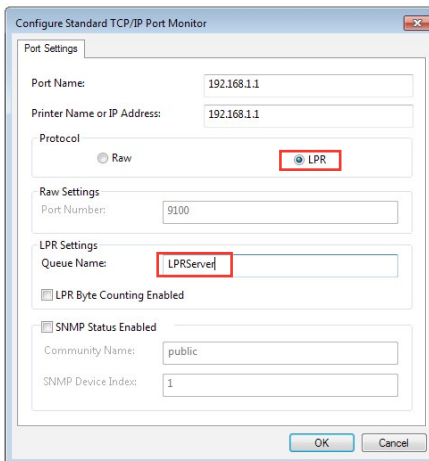 Configure Standard TCP/IP Port Monitor
Port Settings
Port Name: 192.168.1.1
Printer Name or IP Address: 192.168.1.1
Protocol
Raw LPR
Raw Settings
Port Number: 9100
LPR Settings
Queue Name: LPRServer
LPR Byte Counting Enabled
SNMP Status Enabled
Community Name: public
SNMP Device Index: 1
OK Cancel